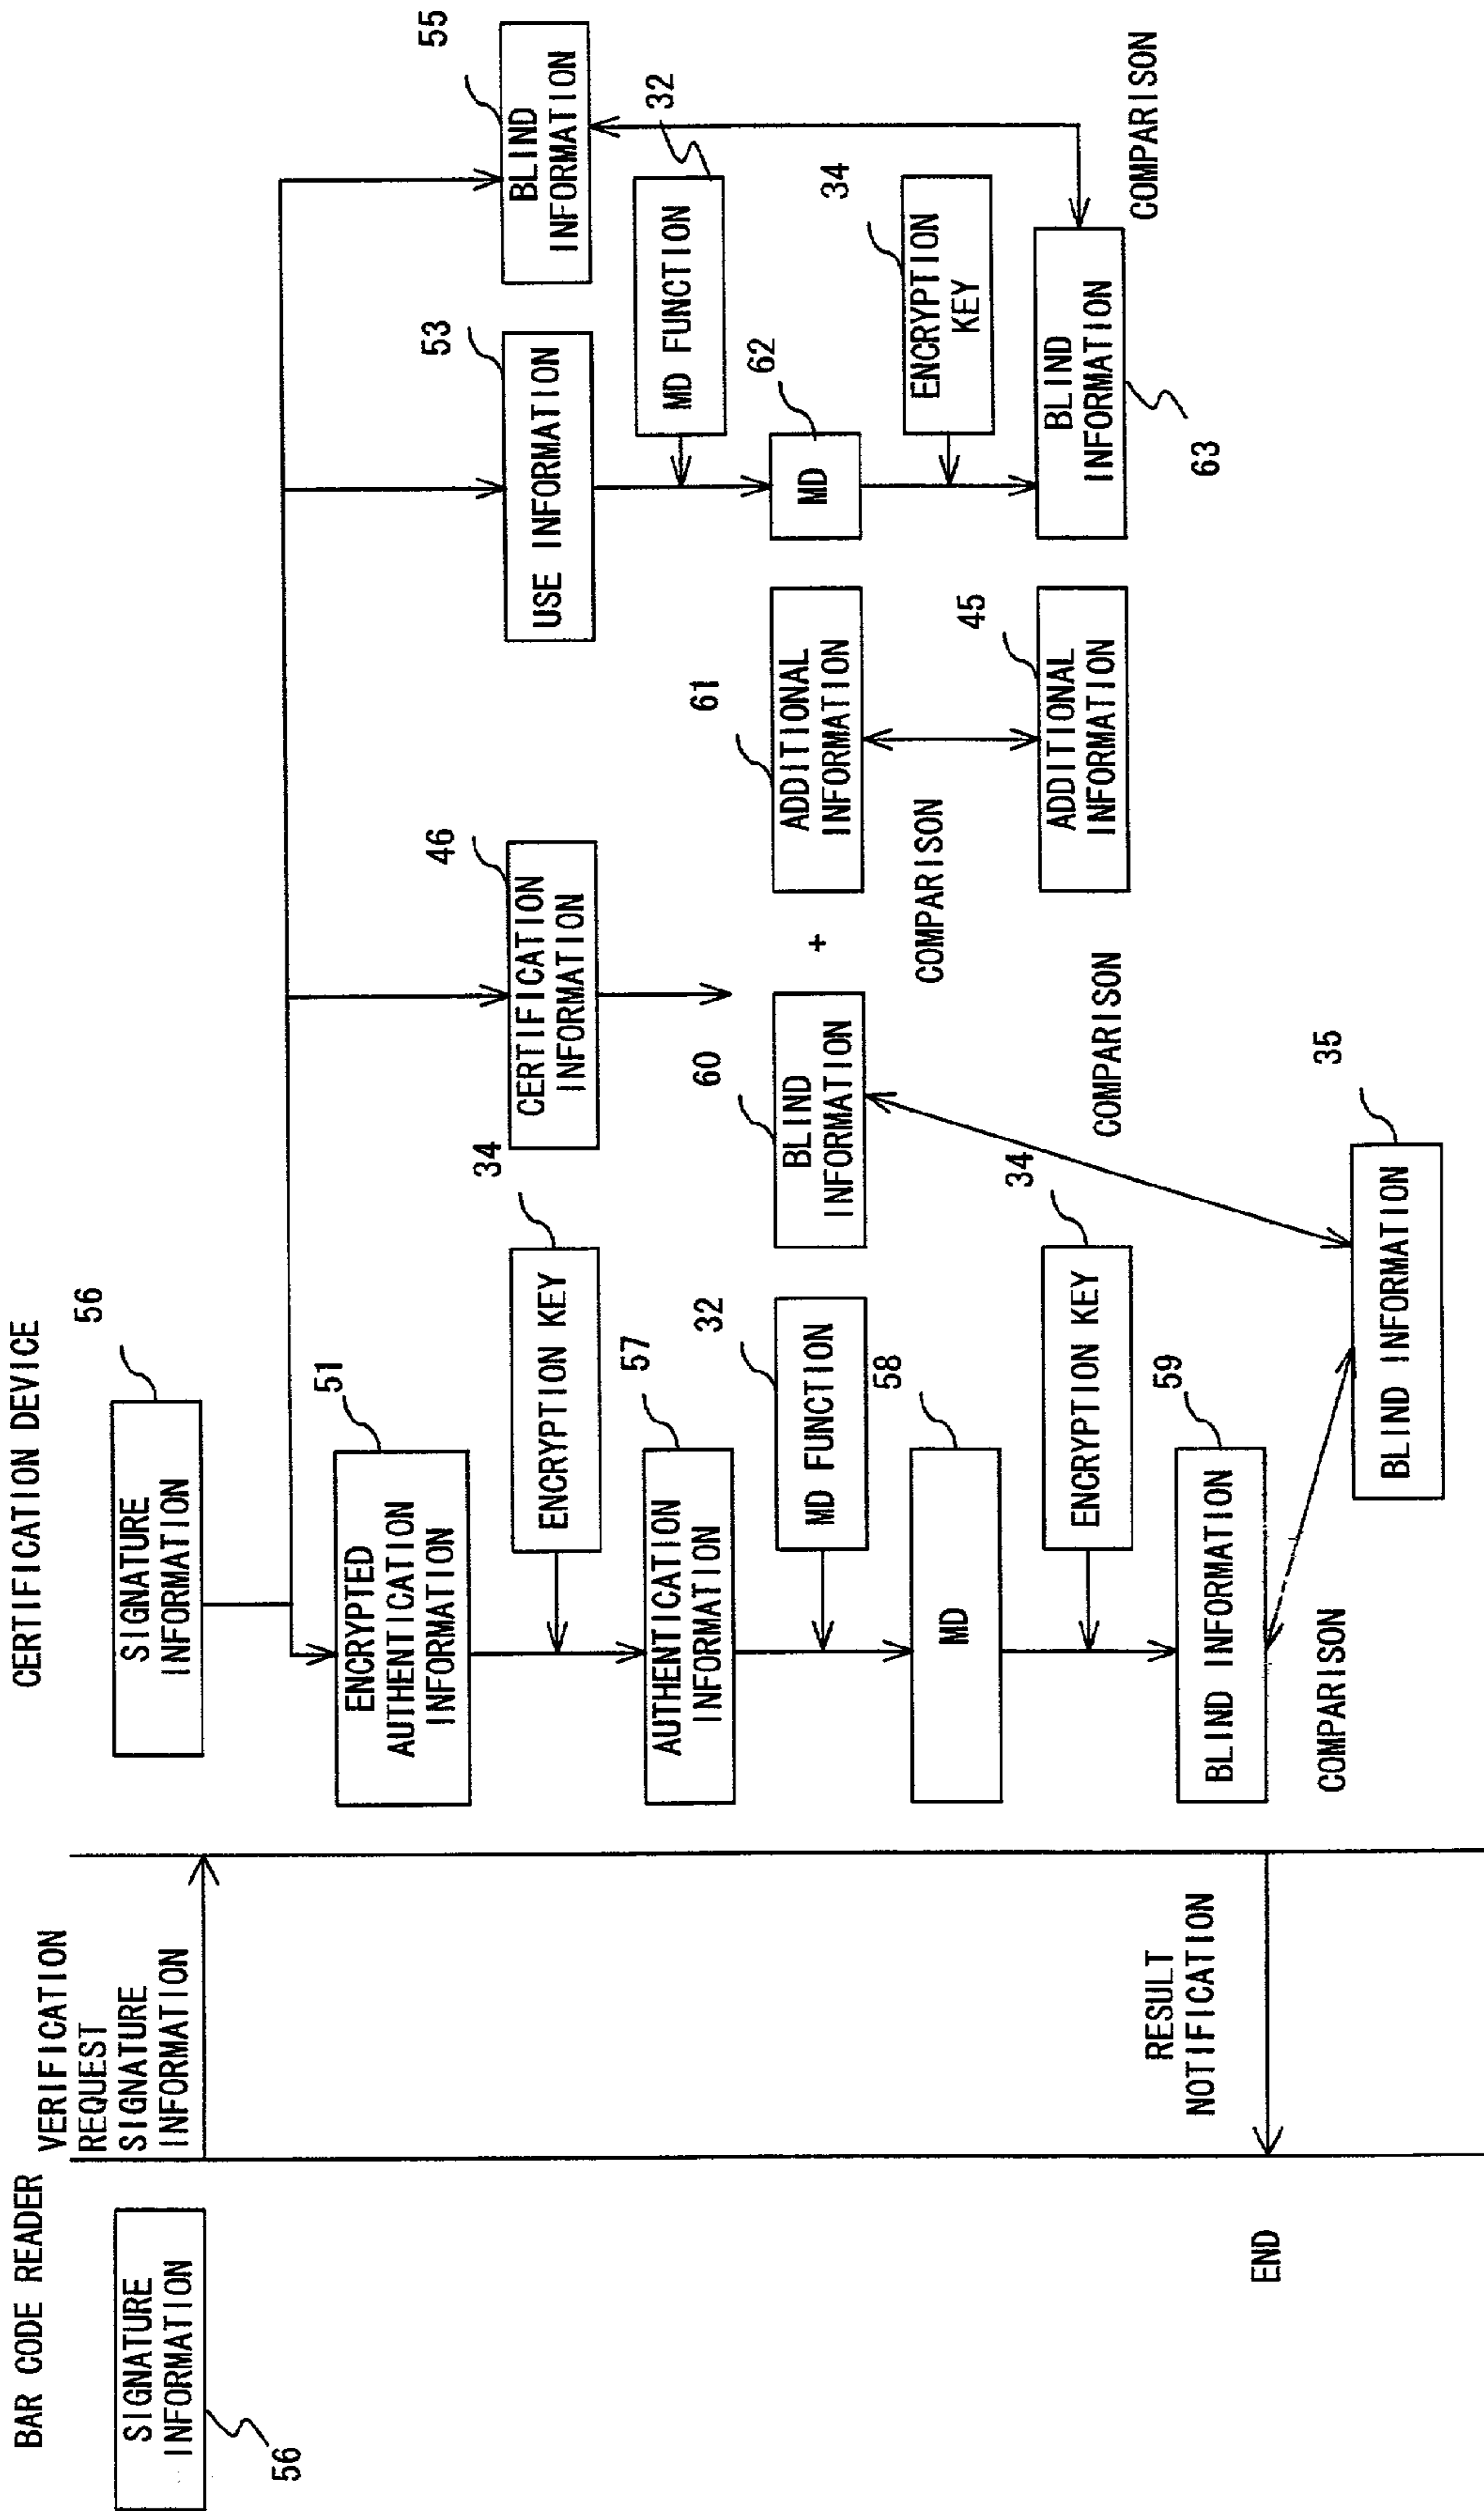 BAR CODE READER
VERIFICATION
REQUEST
SIGNATURE
INFORMATION
CERTIFICATION DEVICE
SIGNATURE
INFORMATION
56
SIGNATURE
INFORMATION
56
ENCRYPTED
AUTHENTICATION
INFORMATION
51
ENCRYPTION KEY
34
AUTHENTICATION
INFORMATION
57
MD FUNCTION
32
MD
58
ENCRYPTION KEY
34
BLIND INFORMATION
59
COMPARISON
BLIND INFORMATION
35
CERTIFICATION
INFORMATION
46
BLIND
INFORMATION
60
+
ADDITIONAL
INFORMATION
61
COMPARISON
COMPARISON
ADDITIONAL
INFORMATION
45
USE INFORMATION
53
MD FUNCTION
32
MD
62
ENCRYPTION
KEY
34
BLIND
INFORMATION
63
BLIND
INFORMATION
55
COMPARISON
RESULT
NOTIFICATION
END